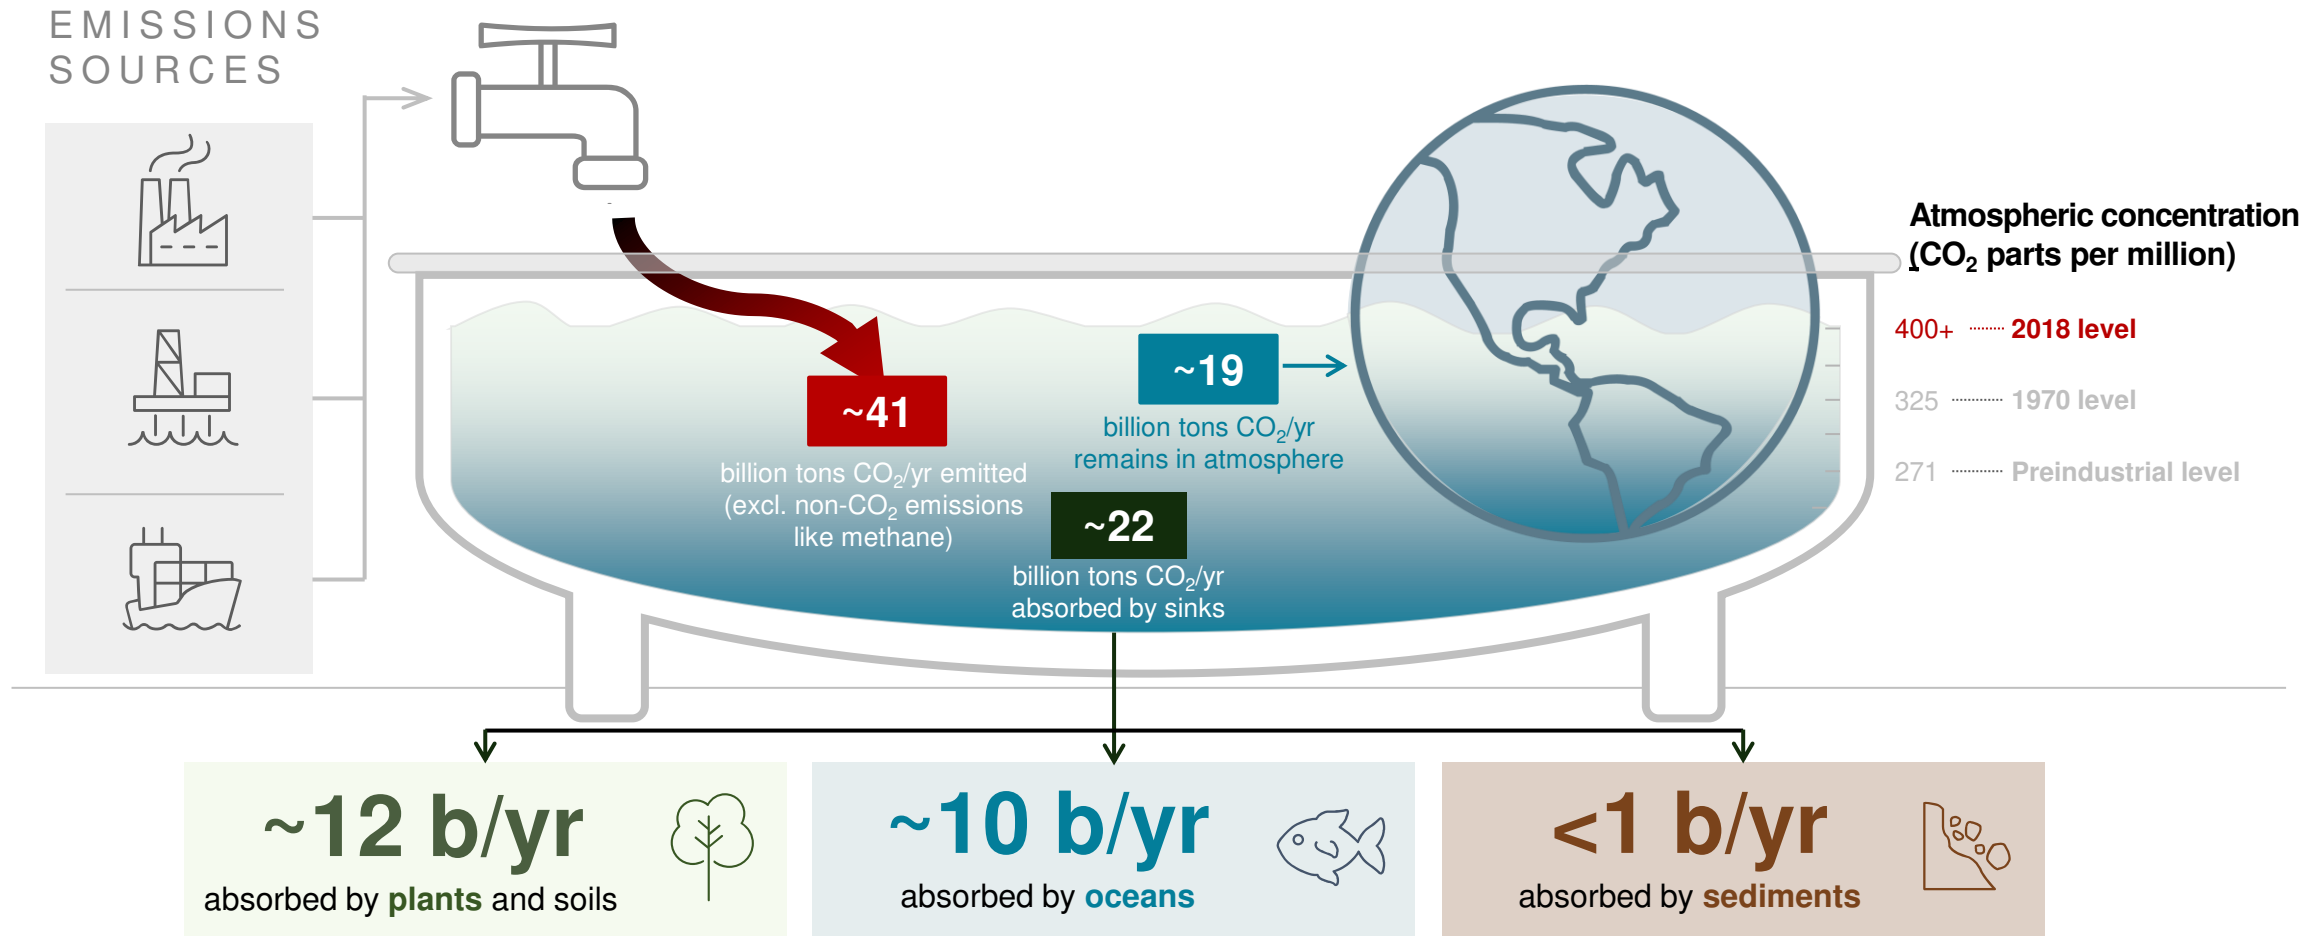 EMISSIONS
SOURCES
Atmospheric concentration
(CO₂ parts per million)
400+ 2018 level
325 1970 level
271 Preindustrial level
~41
billion tons CO₂/yr emitted
(excl. non-CO₂ emissions
like methane)
~19
billion tons CO₂/yr
remains in atmosphere
~22
billion tons CO₂/yr
absorbed by sinks
~12 b/yr
absorbed by plants and soils
~10 b/yr
absorbed by oceans
<1 b/yr
absorbed by sediments